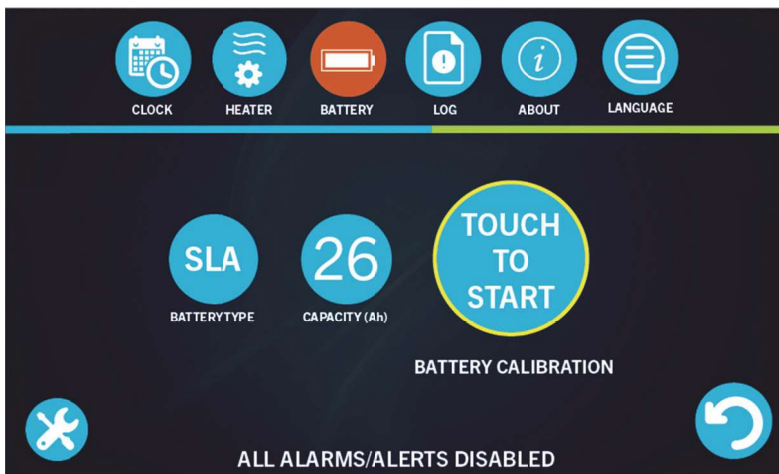 CLOCK
HEATER
BATTERY
LOG
ABOUT
LANGUAGE
SLA
BATTERYTYPE
26
CAPACITY (Ah)
TOUCH
TO
START
BATTERY CALIBRATION
ALL ALARMS/ALERTS DISABLED